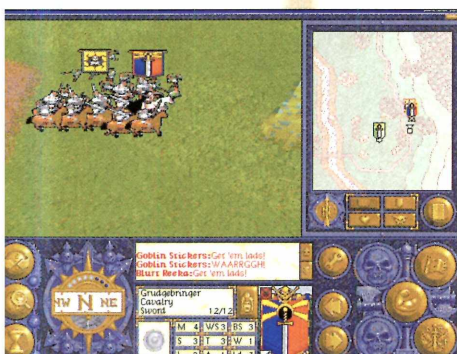 Goblin Stickers:Get 'em lads!
Goblin Stickers:WAARRGGH!
Blurt Reeka:Get 'em lads!
Grudgebringer
Cavalry
Sword 12/12
NW N NE
M 4 WS 3 BS 3
S 3 T 3 W 1